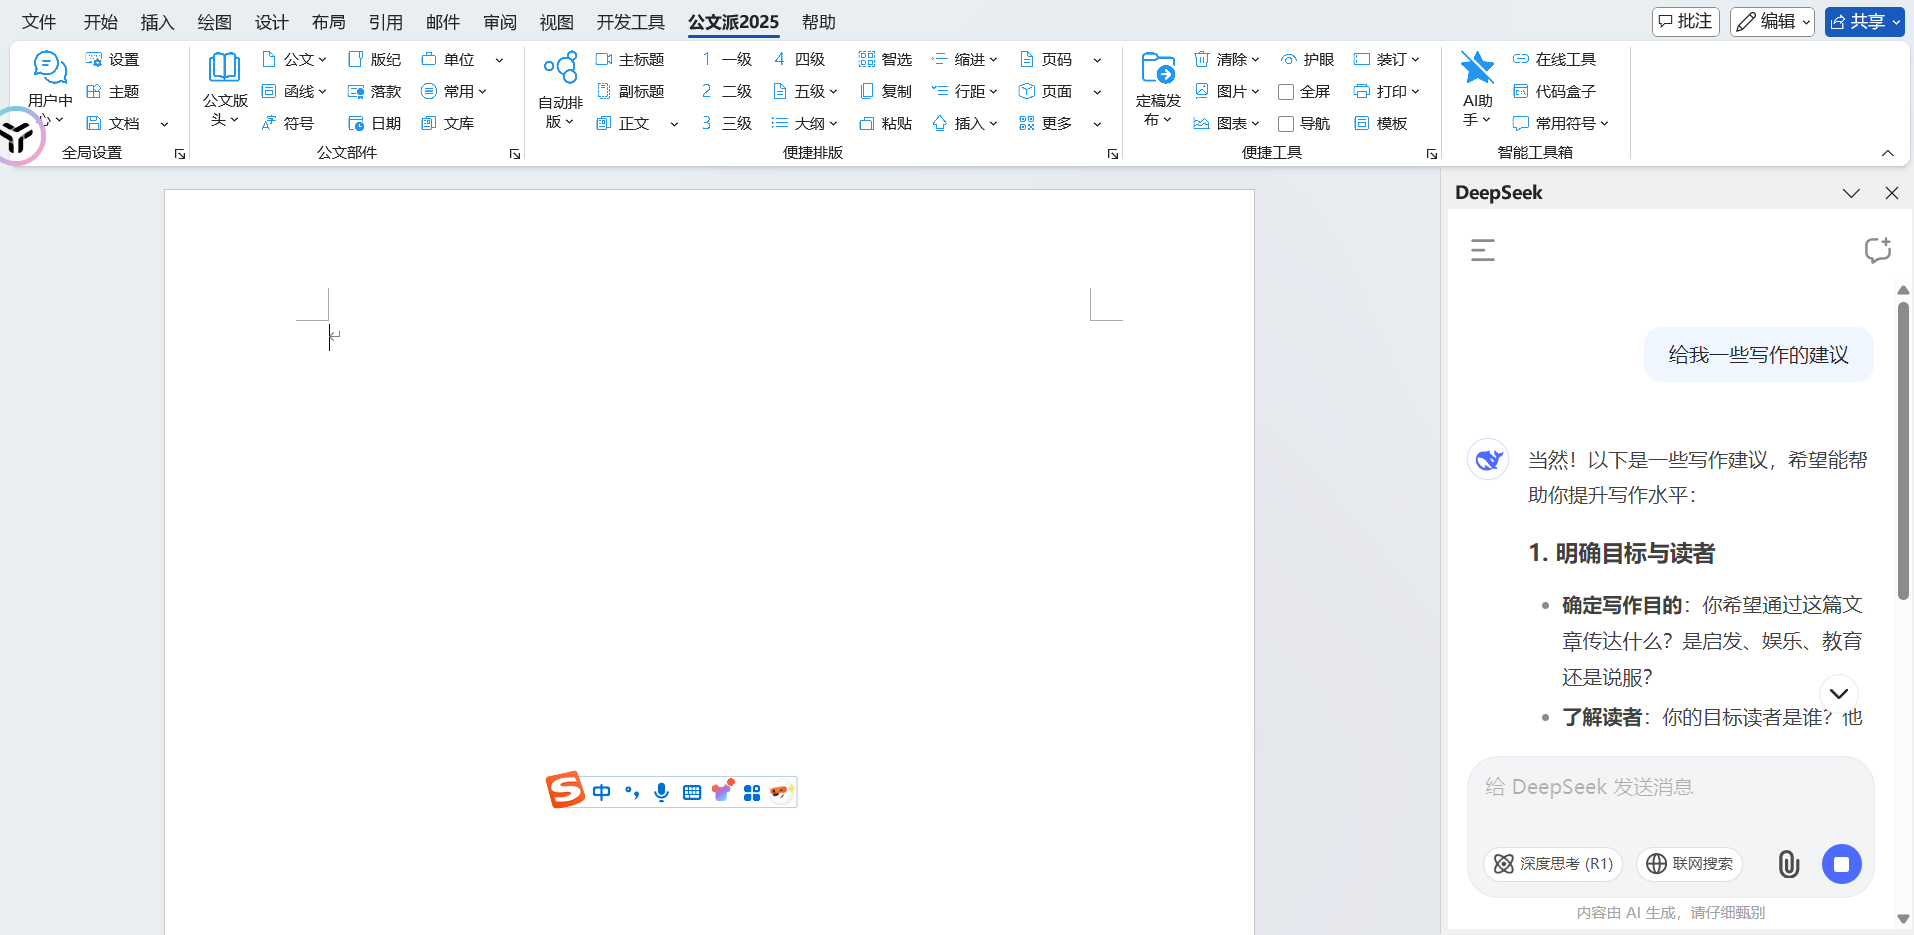 文件 开始 插入 绘图 设计 布局 引用 邮件 审阅 视图 开发工具 公文派2025 帮助 批注 编辑 共享
用户中心
设置
主题
文档
全局设置
公文版头
公文 版纪 单位
函线 落款 常用
符号 日期 文库
公文部件
自动排版
主标题 1 一级 4 四级 智选 缩进 页码
副标题 2 二级 五级 复制 行距 页面
正文 3 三级 大纲 粘贴 插入 更多
便捷排版
定稿发布
清除 护眼 装订
图片 全屏 打印
图表 导航 模板
便捷工具
AI助手
在线工具
代码盒子
常用符号
智能工具箱
DeepSeek
给我一些写作的建议
当然！以下是一些写作建议，希望能帮
助你提升写作水平：
1. 明确目标与读者
• 确定写作目的：你希望通过这篇文
章传达什么？是启发、娱乐、教育
还是说服？
• 了解读者：你的目标读者是谁？他
中
给 DeepSeek 发送消息
深度思考 (R1) 联网搜索
内容由 AI 生成，请仔细甄别